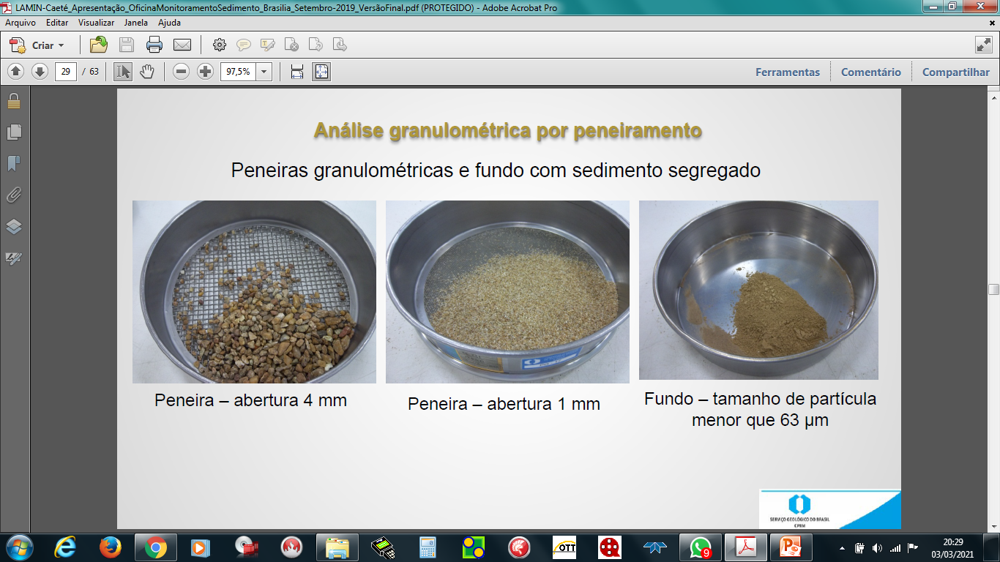 LAMIN-Caeté_Apresentação_OficinaMonitoramentoSedimento_Brasilia_Setembro-2019_VersãoFinal.pdf (PROTEGIDO) - Adobe Acrobat Pro
Arquivo Editar Visualizar Janela Ajuda
Criar
29 / 63 97,5% Ferramentas Comentário Compartilhar
Análise granulométrica por peneiramento
Peneiras granulométricas e fundo com sedimento segregado
Peneira – abertura 4 mm
Peneira – abertura 1 mm
Fundo – tamanho de partícula
menor que 63 µm
SERVIÇO GEOLÓGICO DO BRASIL
CPRM
OTT
9
20:29
03/03/2021